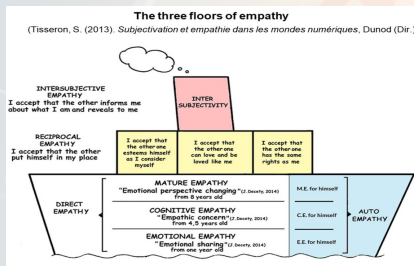 The three floors of empathy
(Tisseron, S. (2013). Subjectivation et empathie dans les mondes numériques, Dunod (Dir.)
INTERSUBJECTIVE
EMPATHY
I accept that the other informs me
about what I am and reveals to me
INTER
SUBJECTIVITY
RECIPROCAL
EMPATHY
I accept that the other
put himself in my place
I accept that
the other one
esteems himself
as I consider
myself
I accept that
the other one
can love and be
loved like me
I accept that
the other one
has the same
rights as me
DIRECT
EMPATHY
MATURE EMPATHY
"Emotional perspective changing" (J. Decety, 2014)
from 8 years old
COGNITIVE EMPATHY
"Empathic concern" (J. Decety, 2014)
from 4,5 years old
EMOTIONAL EMPATHY
"Emotional sharing" (J. Decety, 2014)
from one year old
M.E. for himself
C.E. for himself
E.E. for himself
AUTO
EMPATHY